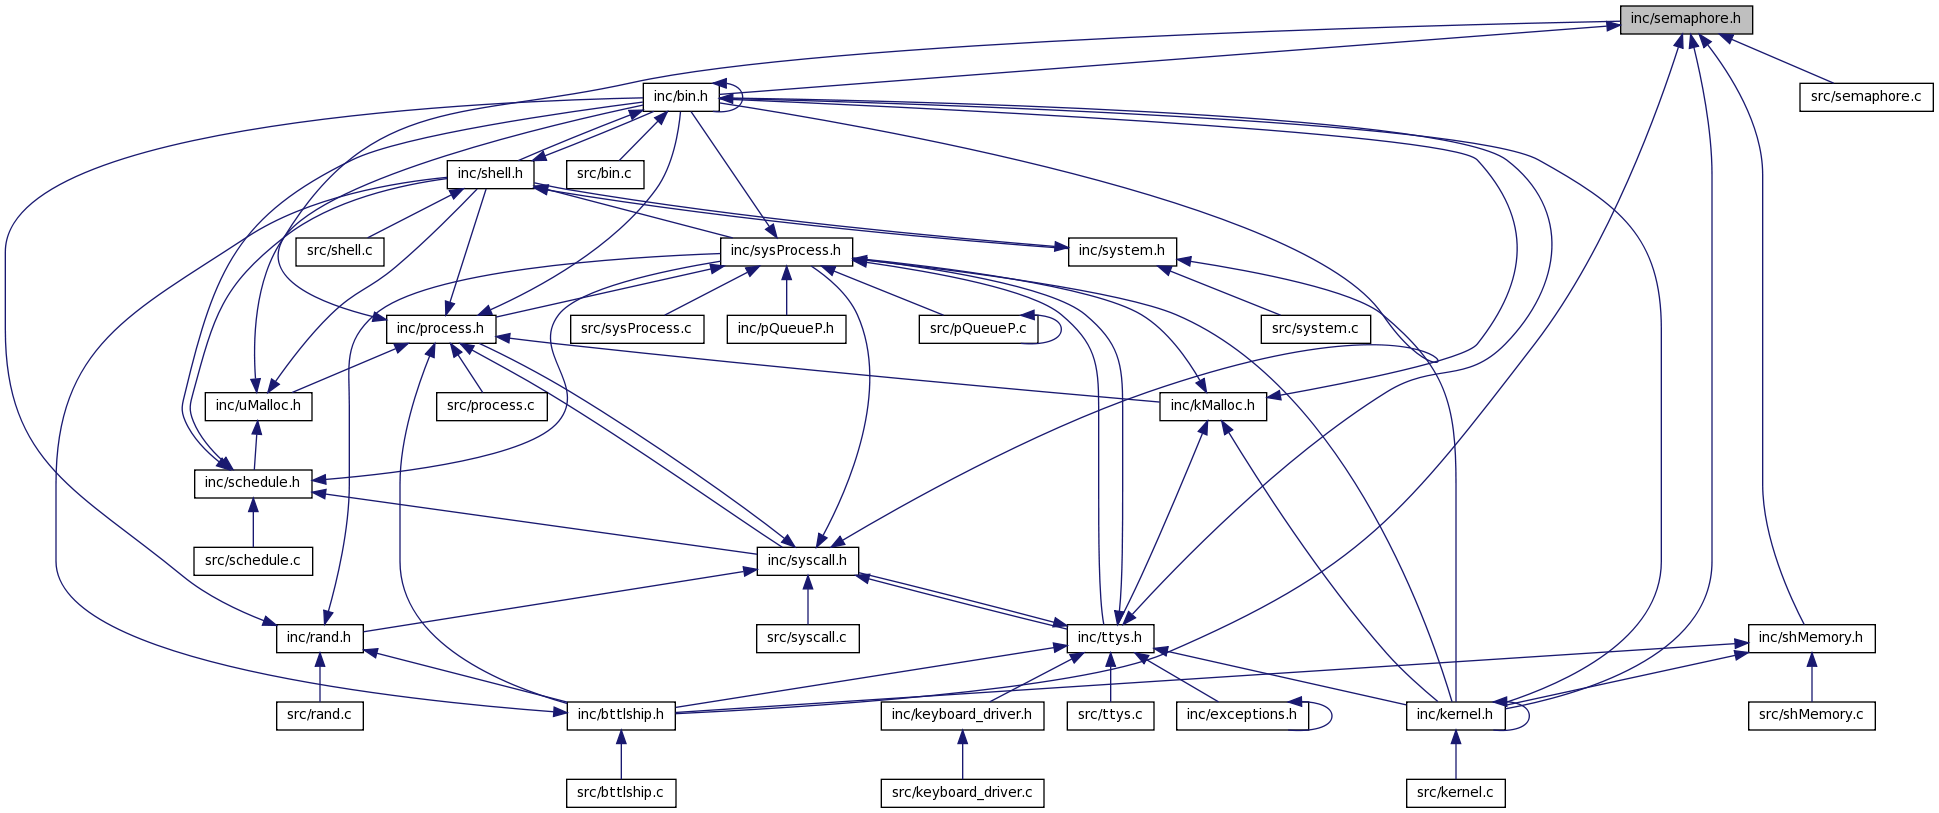 inc/semaphore.h
inc/bin.h
src/semaphore.c
inc/shell.h
src/bin.c
src/shell.c
inc/sysProcess.h
inc/system.h
inc/process.h
src/sysProcess.c
inc/pQueueP.h
src/pQueueP.c
src/system.c
inc/uMalloc.h
src/process.c
inc/kMalloc.h
inc/schedule.h
src/schedule.c
inc/syscall.h
inc/rand.h
src/syscall.c
inc/ttys.h
inc/shMemory.h
src/rand.c
inc/bttlship.h
inc/keyboard_driver.h
src/ttys.c
inc/exceptions.h
inc/kernel.h
src/shMemory.c
src/bttlship.c
src/keyboard_driver.c
src/kernel.c